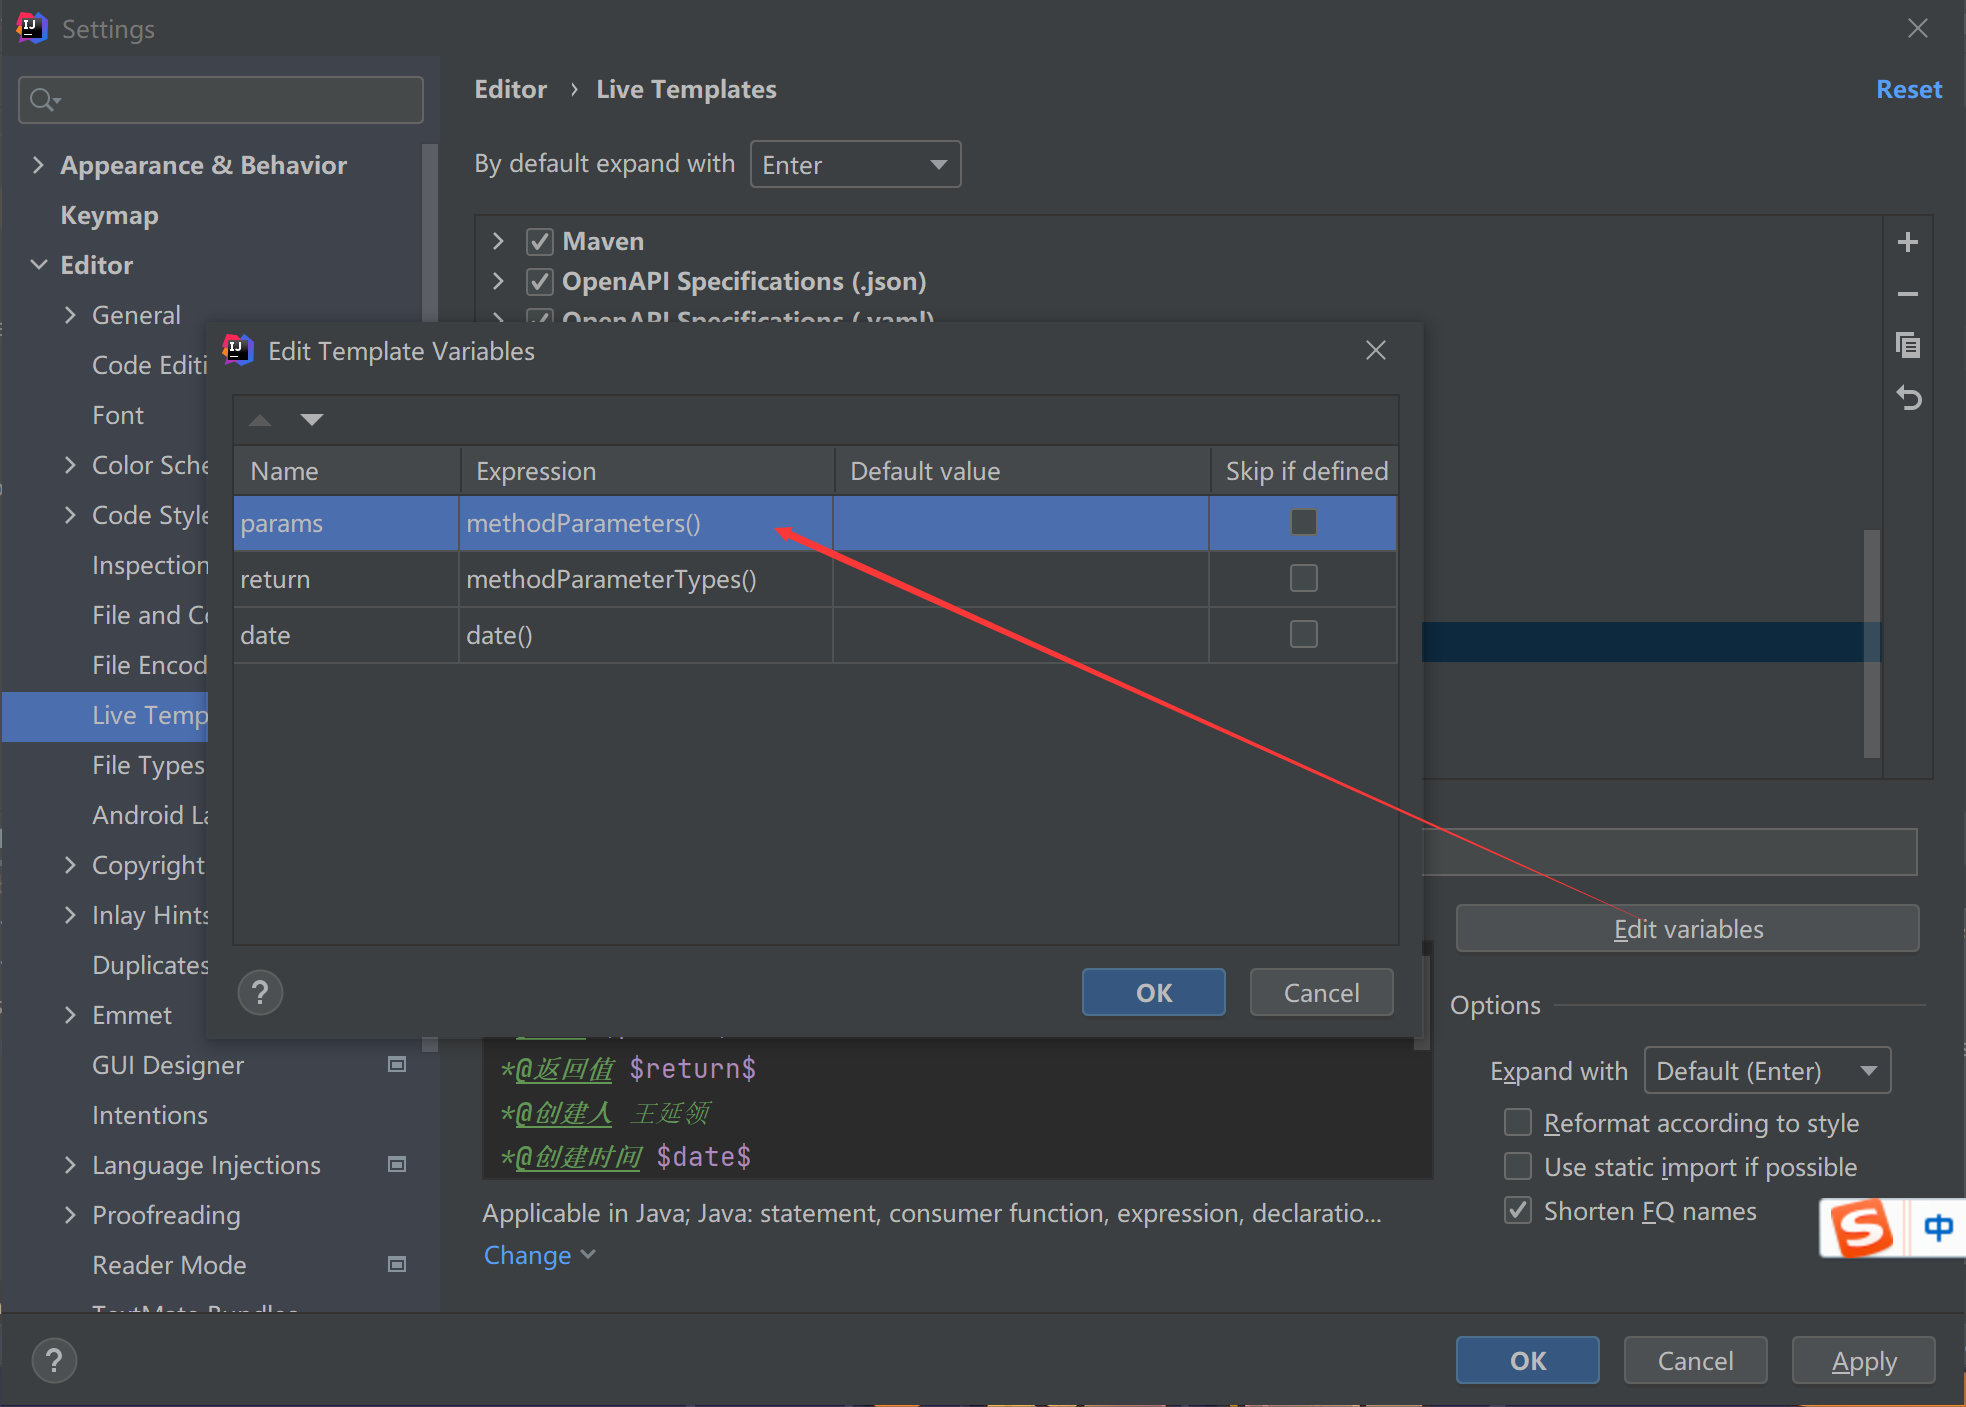 Settings
Appearance & Behavior
Keymap
Editor
General
Code Editi
Font
Color Sche
Code Style
Inspection
File and Co
File Encod
Live Temp
File Types
Android La
Copyright
Inlay Hints
Duplicates
Emmet
GUI Designer
Intentions
Language Injections
Proofreading
Reader Mode
TextMate Bundles
Editor › Live Templates
Reset
By default expand with Enter
Maven
OpenAPI Specifications (.json)
OpenAPI Specifications (.yaml)
Edit Template Variables
Name Expression Default value Skip if defined
params methodParameters()
return methodParameterTypes()
date date()
? OK Cancel
Edit variables
*@返回值 $return$
*@创建人 王延领
*@创建时间 $date$
Applicable in Java; Java: statement, consumer function, expression, declaratio...
Change
Options
Expand with Default (Enter)
Reformat according to style
Use static import if possible
Shorten FQ names
中
? OK Cancel Apply